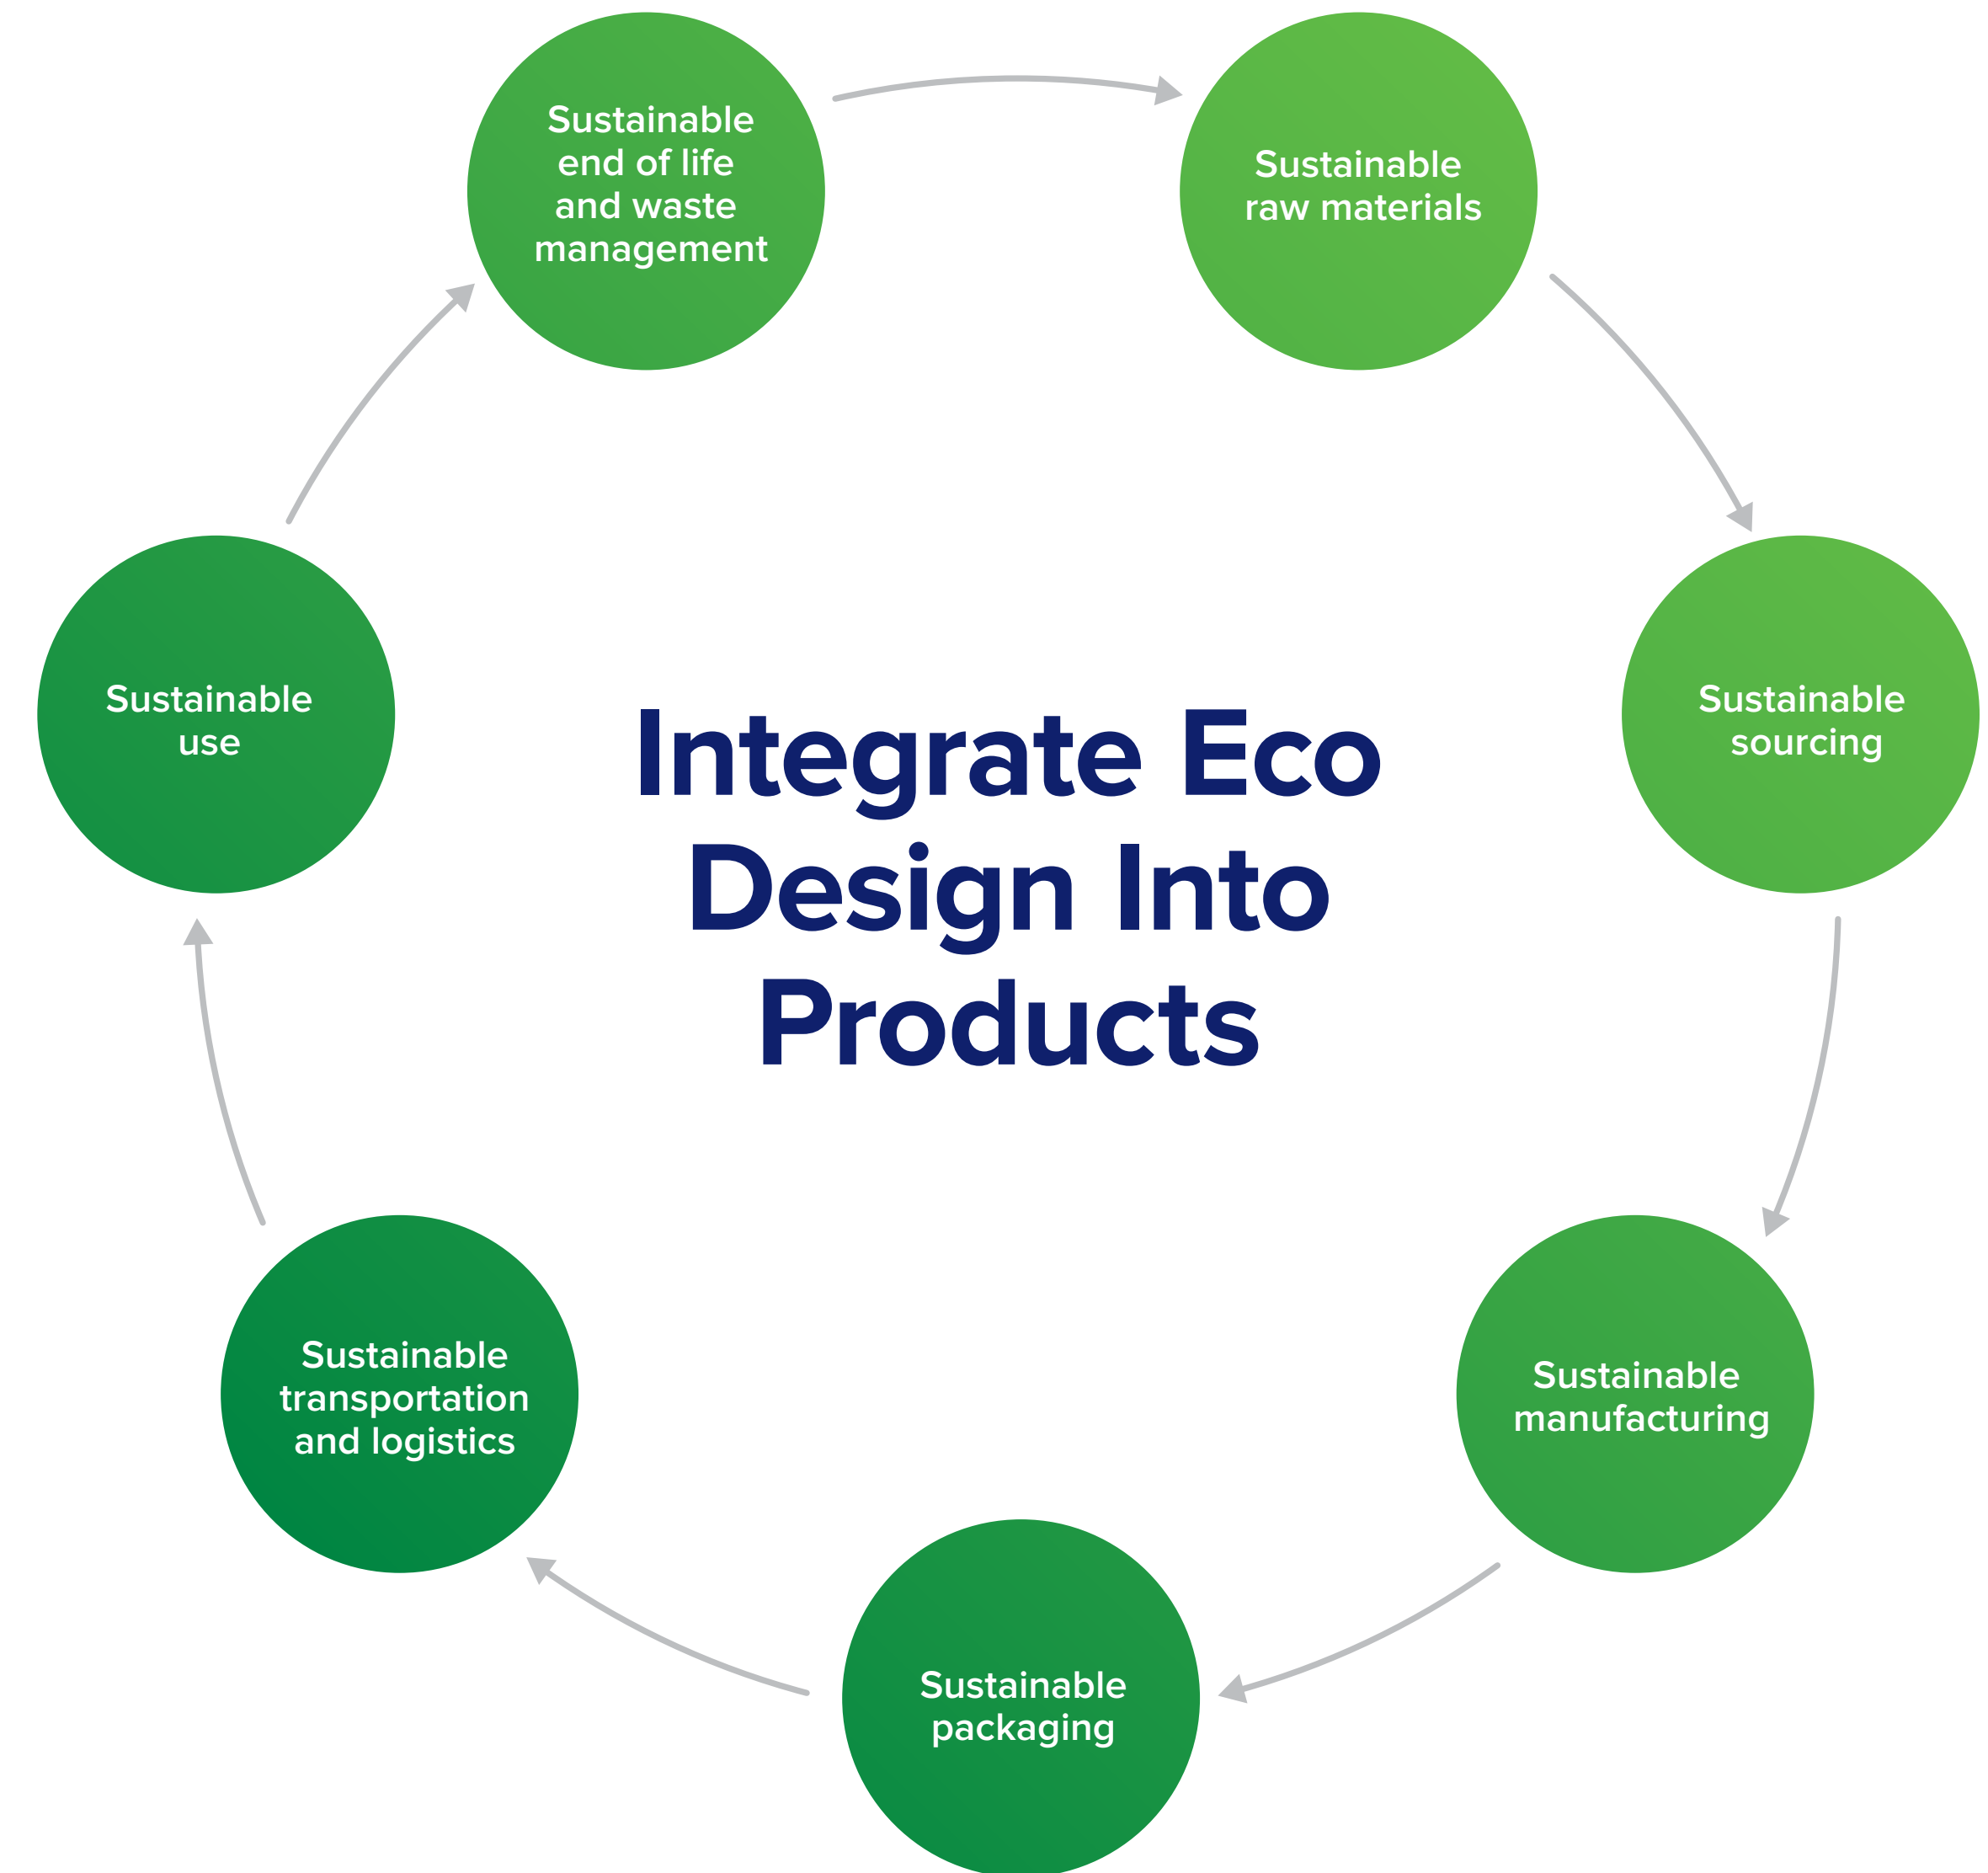 Sustainable
end of life
and waste
management
Sustainable
raw materials
Sustainable
use
Sustainable
sourcing
Integrate Eco
Design Into
Products
Sustainable
transportation
and logistics
Sustainable
manufacturing
Sustainable
packaging